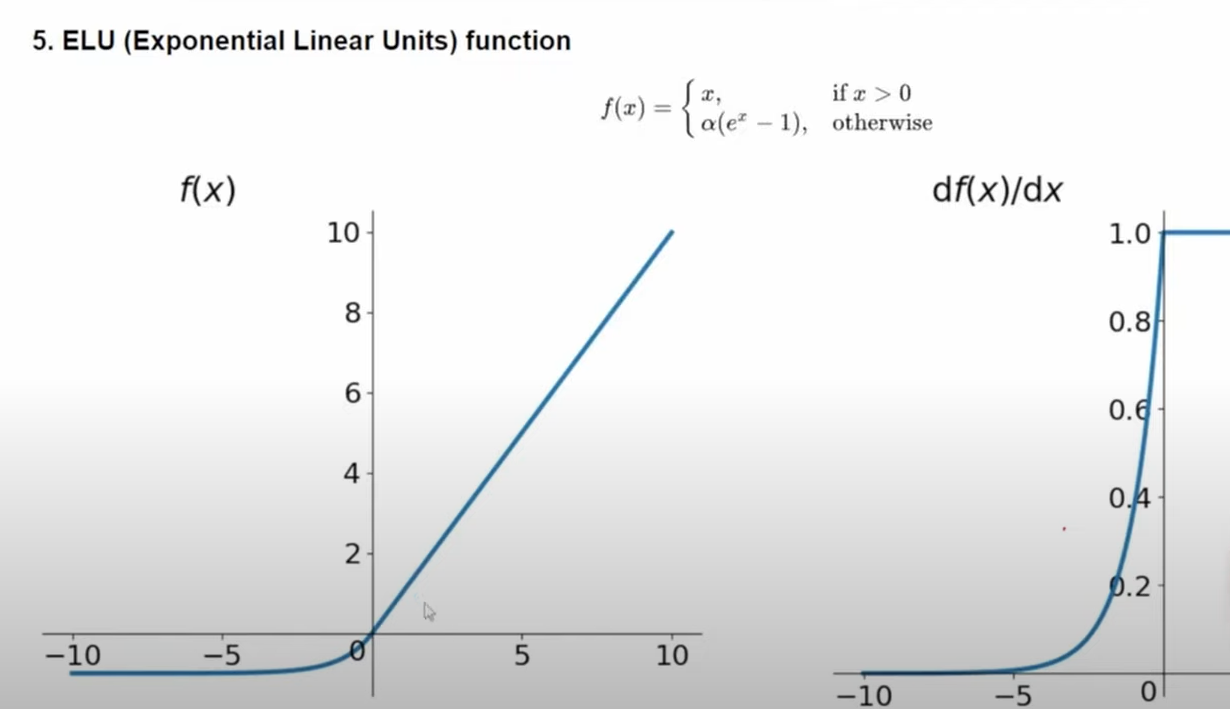 5. ELU (Exponential Linear Units) function
f(x) = { x, if x > 0
α(e^x − 1), otherwise
f(x)
10
8
6
4
2
0
−10 −5 5 10
df(x)/dx
1.0
0.8
0.6
0.4
0.2
−10 −5 0